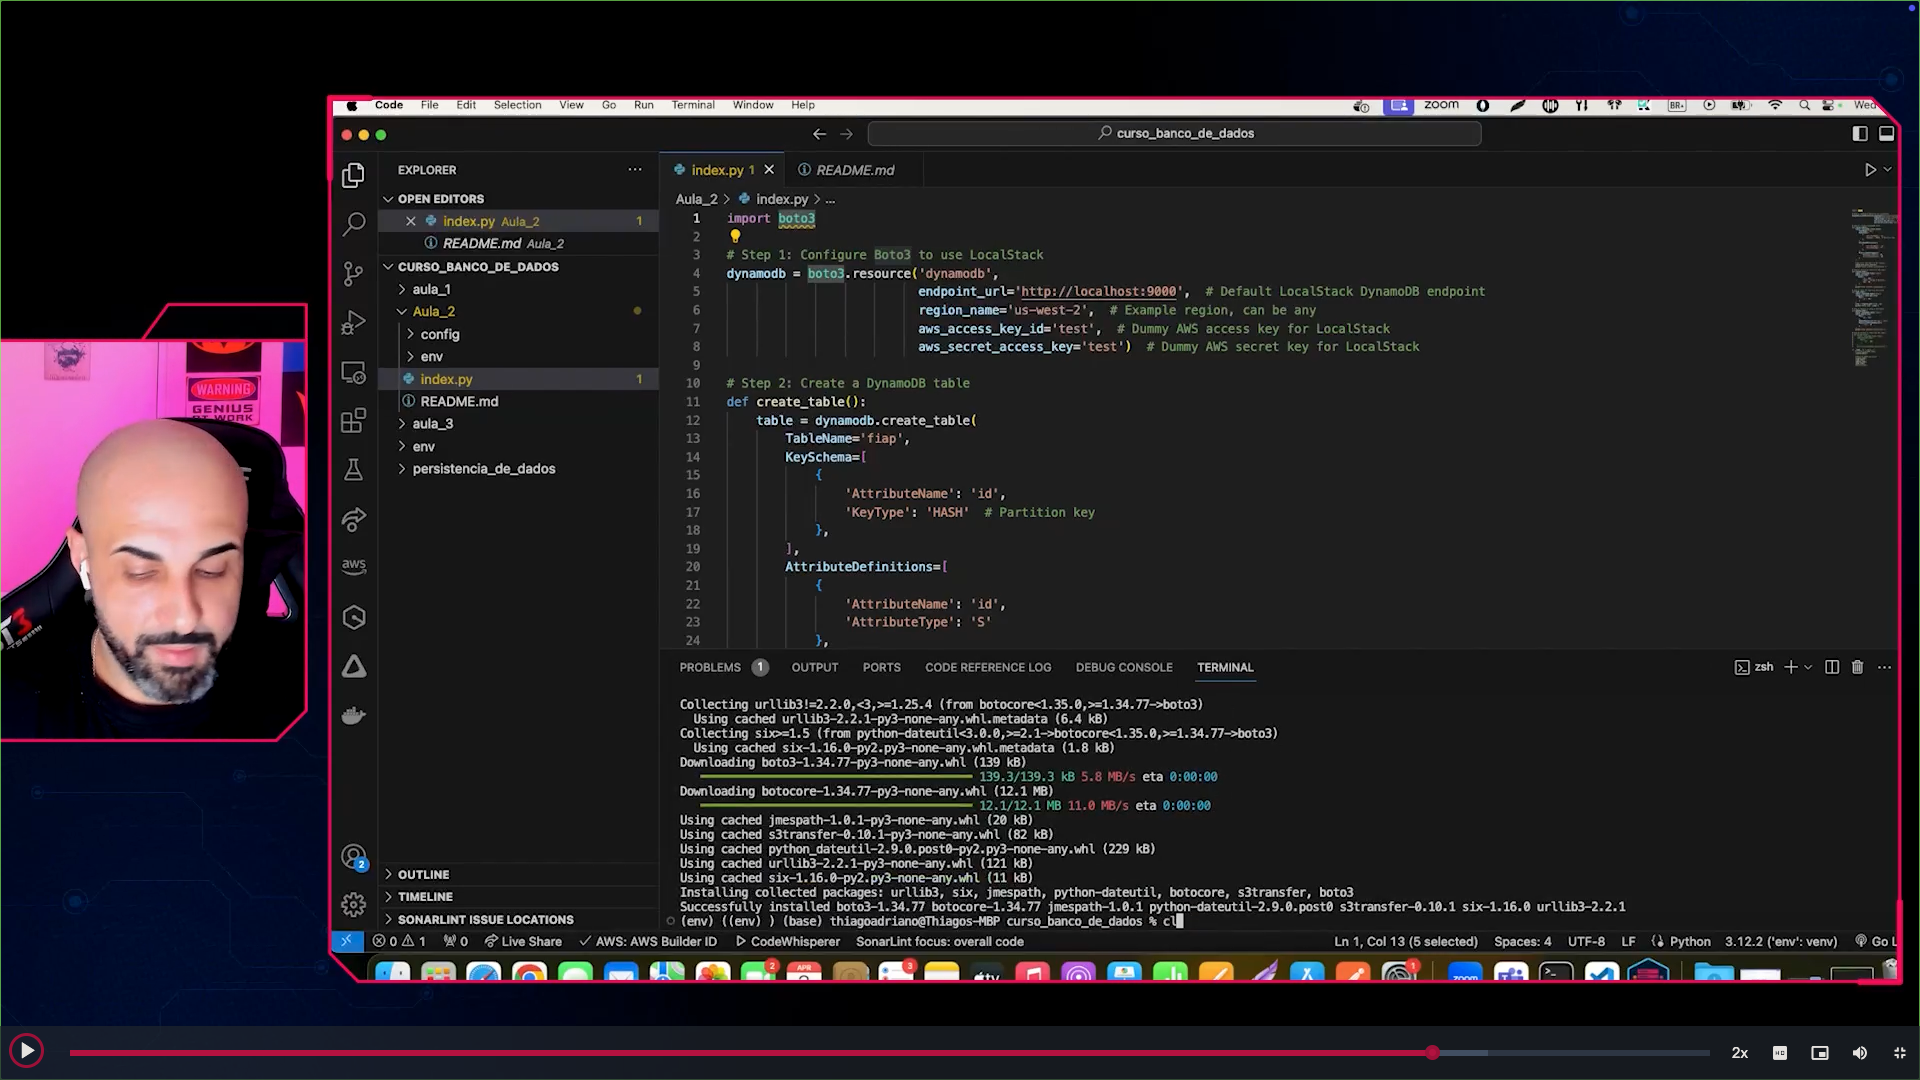 Code File Edit Selection View Go Run Terminal Window Help zoom BR Wed
curso_banco_de_dados
EXPLORER
OPEN EDITORS
index.py Aula_2 1
README.md Aula_2
CURSO_BANCO_DE_DADOS
aula_1
Aula_2
config
env
index.py 1
README.md
aula_3
env
persistencia_de_dados
OUTLINE
TIMELINE
SONARLINT ISSUE LOCATIONS
aws
2
index.py 1 README.md
Aula_2 > index.py > ...
1 import boto3
2
3 # Step 1: Configure Boto3 to use LocalStack
4 dynamodb = boto3.resource('dynamodb',
5 endpoint_url='http://localhost:9000', # Default LocalStack DynamoDB endpoint
6 region_name='us-west-2', # Example region, can be any
7 aws_access_key_id='test', # Dummy AWS access key for LocalStack
8 aws_secret_access_key='test') # Dummy AWS secret key for LocalStack
9
10 # Step 2: Create a DynamoDB table
11 def create_table():
12 table = dynamodb.create_table(
13 TableName='fiap',
14 KeySchema=[
15 {
16 'AttributeName': 'id',
17 'KeyType': 'HASH' # Partition key
18 },
19 ],
20 AttributeDefinitions=[
21 {
22 'AttributeName': 'id',
23 'AttributeType': 'S'
24 },
PROBLEMS 1 OUTPUT PORTS CODE REFERENCE LOG DEBUG CONSOLE TERMINAL zsh
Collecting urllib3!=2.2.0,<3,>=1.25.4 (from botocore<1.35.0,>=1.34.77->boto3)
Using cached urllib3-2.2.1-py3-none-any.whl.metadata (6.4 kB)
Collecting six>=1.5 (from python-dateutil<3.0.0,>=2.1->botocore<1.35.0,>=1.34.77->boto3)
Using cached six-1.16.0-py2.py3-none-any.whl.metadata (1.8 kB)
Downloading boto3-1.34.77-py3-none-any.whl (139 kB)
139.3/139.3 kB 5.8 MB/s eta 0:00:00
Downloading botocore-1.34.77-py3-none-any.whl (12.1 MB)
12.1/12.1 MB 11.0 MB/s eta 0:00:00
Using cached jmespath-1.0.1-py3-none-any.whl (20 kB)
Using cached s3transfer-0.10.1-py3-none-any.whl (82 kB)
Using cached python_dateutil-2.9.0.post0-py2.py3-none-any.whl (229 kB)
Using cached urllib3-2.2.1-py3-none-any.whl (121 kB)
Using cached six-1.16.0-py2.py3-none-any.whl (11 kB)
Installing collected packages: urllib3, six, jmespath, python-dateutil, botocore, s3transfer, boto3
Successfully installed boto3-1.34.77 botocore-1.34.77 jmespath-1.0.1 python-dateutil-2.9.0.post0 s3transfer-0.10.1 six-1.16.0 urllib3-2.2.1
(env) ((env) ) (base) thiagoadriano@Thiagos-MBP curso_banco_de_dados % cl
0 1 0 Live Share AWS: AWS Builder ID CodeWhisperer SonarLint focus: overall code Ln 1, Col 13 (5 selected) Spaces: 4 UTF-8 LF Python 3.12.2 ('env': venv) Go L
2 APR 3 tv 1 zoom
WARNING
GENIUS
AT WORK
2x